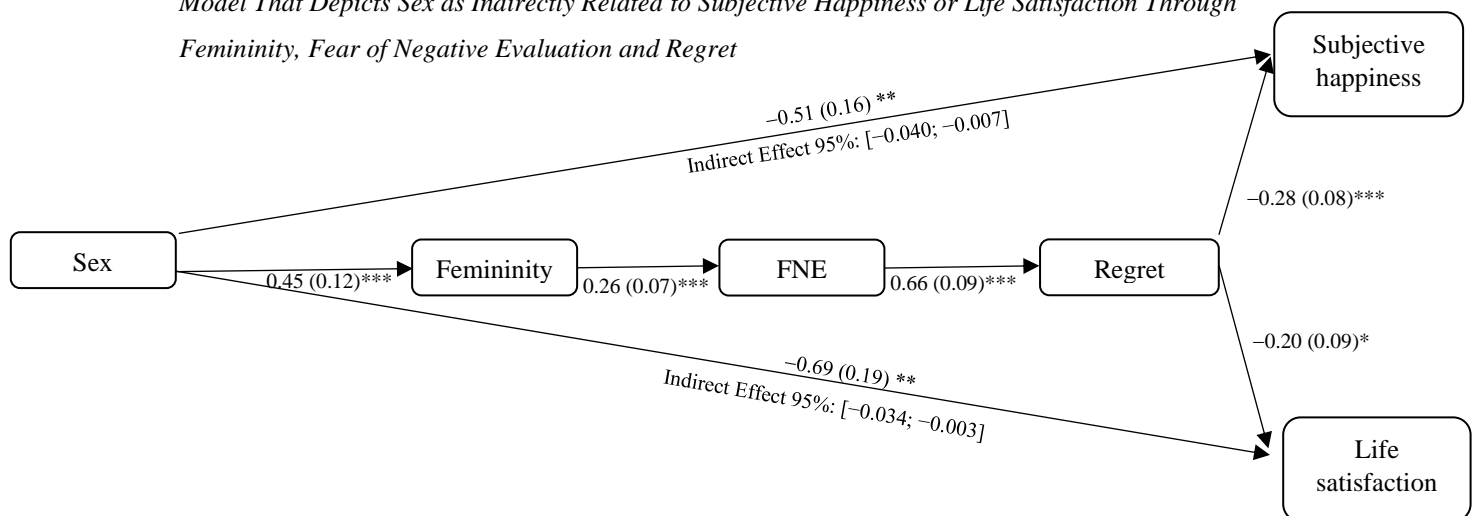 Model That Depicts Sex as Indirectly Related to Subjective Happiness or Life Satisfaction Through
Femininity, Fear of Negative Evaluation and Regret
Subjective
happiness
−0.51 (0.16) **
Indirect Effect 95%: [−0.040; −0.007]
−0.28 (0.08)***
Sex
Femininity
FNE
Regret
0.45 (0.12)***
0.26 (0.07)***
0.66 (0.09)***
−0.20 (0.09)*
−0.69 (0.19) **
Indirect Effect 95%: [−0.034; −0.003]
Life
satisfaction